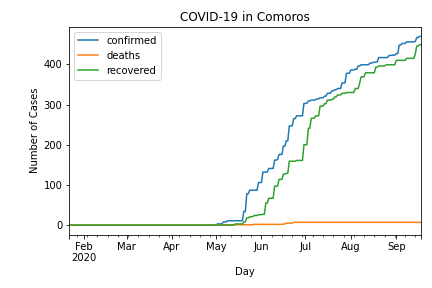 COVID-19 in Comoros
confirmed
deaths
recovered
400
300
200
100
0
Number of Cases
Feb Mar Apr May Jun Jul Aug Sep
2020
Day